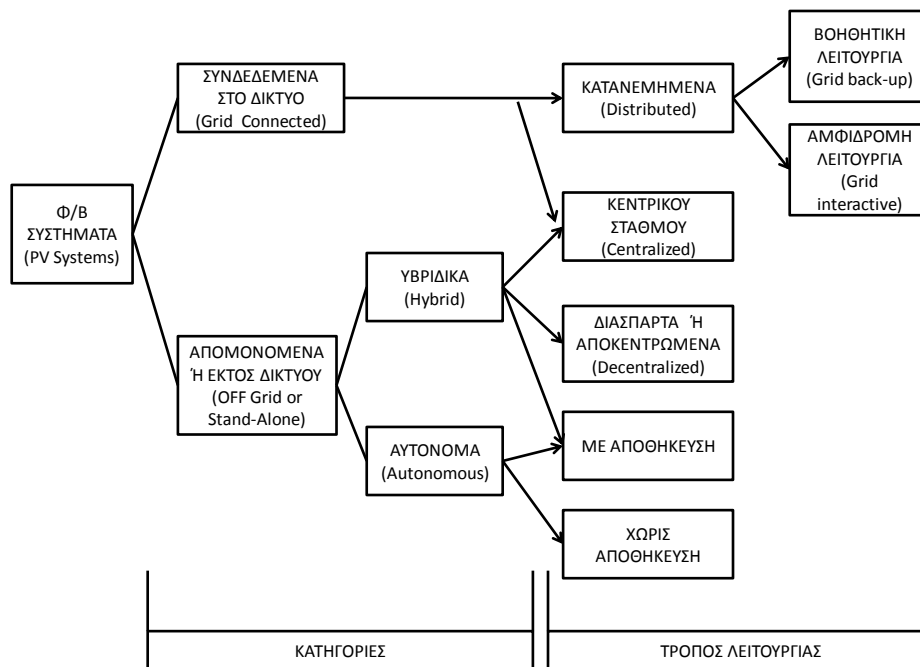 Φ/Β
ΣΥΣΤΗΜΑΤΑ
(PV Systems)
ΣΥΝΔΕΔΕΜΕΝΑ
ΣΤΟ ΔΙΚΤΥΟ
(Grid Connected)
ΑΠΟΜΟΝΟΜΕΝΑ
Ή ΕΚΤΟΣ ΔΙΚΤΥΟΥ
(OFF Grid or
Stand-Alone)
ΥΒΡΙΔΙΚΑ
(Hybrid)
ΑΥΤΟΝΟΜΑ
(Autonomous)
ΚΑΤΑΝΕΜΗΜΕΝΑ
(Distributed)
ΚΕΝΤΡΙΚΟΥ
ΣΤΑΘΜΟΥ
(Centralized)
ΔΙΑΣΠΑΡΤΑ Ή
ΑΠΟΚΕΝΤΡΩΜΕΝΑ
(Decentralized)
ΜΕ ΑΠΟΘΗΚΕΥΣΗ
ΧΩΡΙΣ
ΑΠΟΘΗΚΕΥΣΗ
ΒΟΗΘΗΤΙΚΗ
ΛΕΙΤΟΥΡΓΙΑ
(Grid back-up)
ΑΜΦΙΔΡΟΜΗ
ΛΕΙΤΟΥΡΓΙΑ
(Grid
interactive)
ΚΑΤΗΓΟΡΙΕΣ
ΤΡΟΠΟΣ ΛΕΙΤΟΥΡΓΙΑΣ